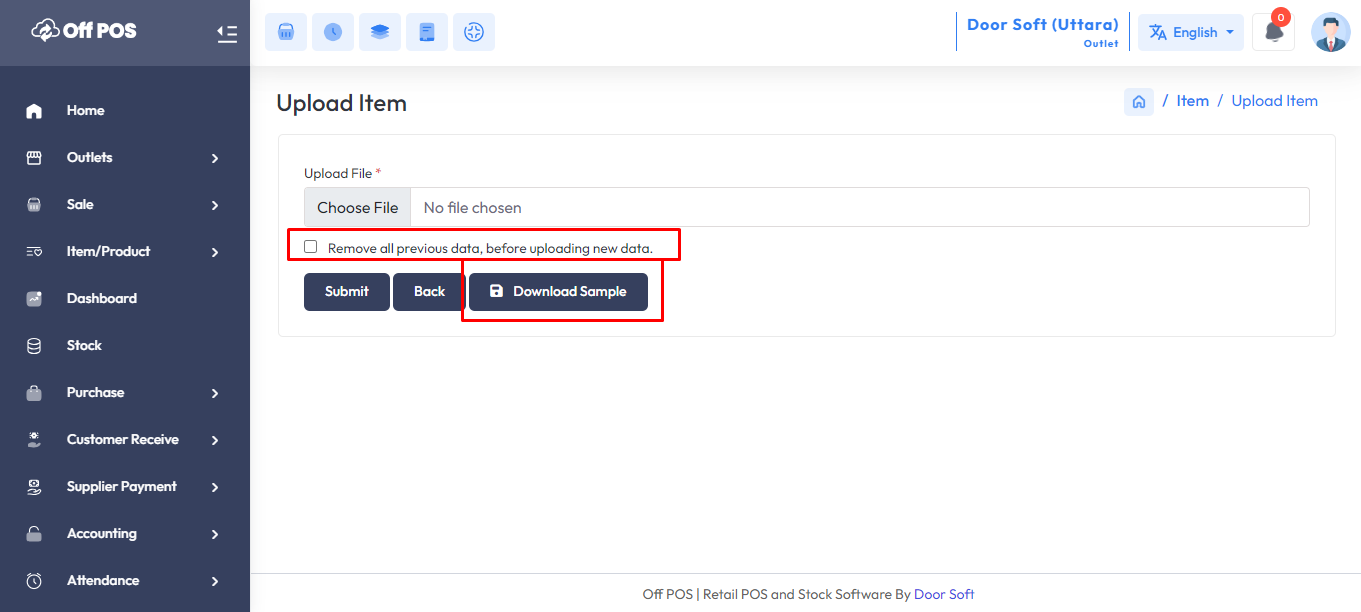 Off POS
Door Soft (Uttara)
Outlet
English
0
Home
Outlets
Sale
Item/Product
Dashboard
Stock
Purchase
Customer Receive
Supplier Payment
Accounting
Attendance
Upload Item
/ Item / Upload Item
Upload File *
Choose File No file chosen
Remove all previous data, before uploading new data.
Submit Back Download Sample
Off POS | Retail POS and Stock Software By Door Soft